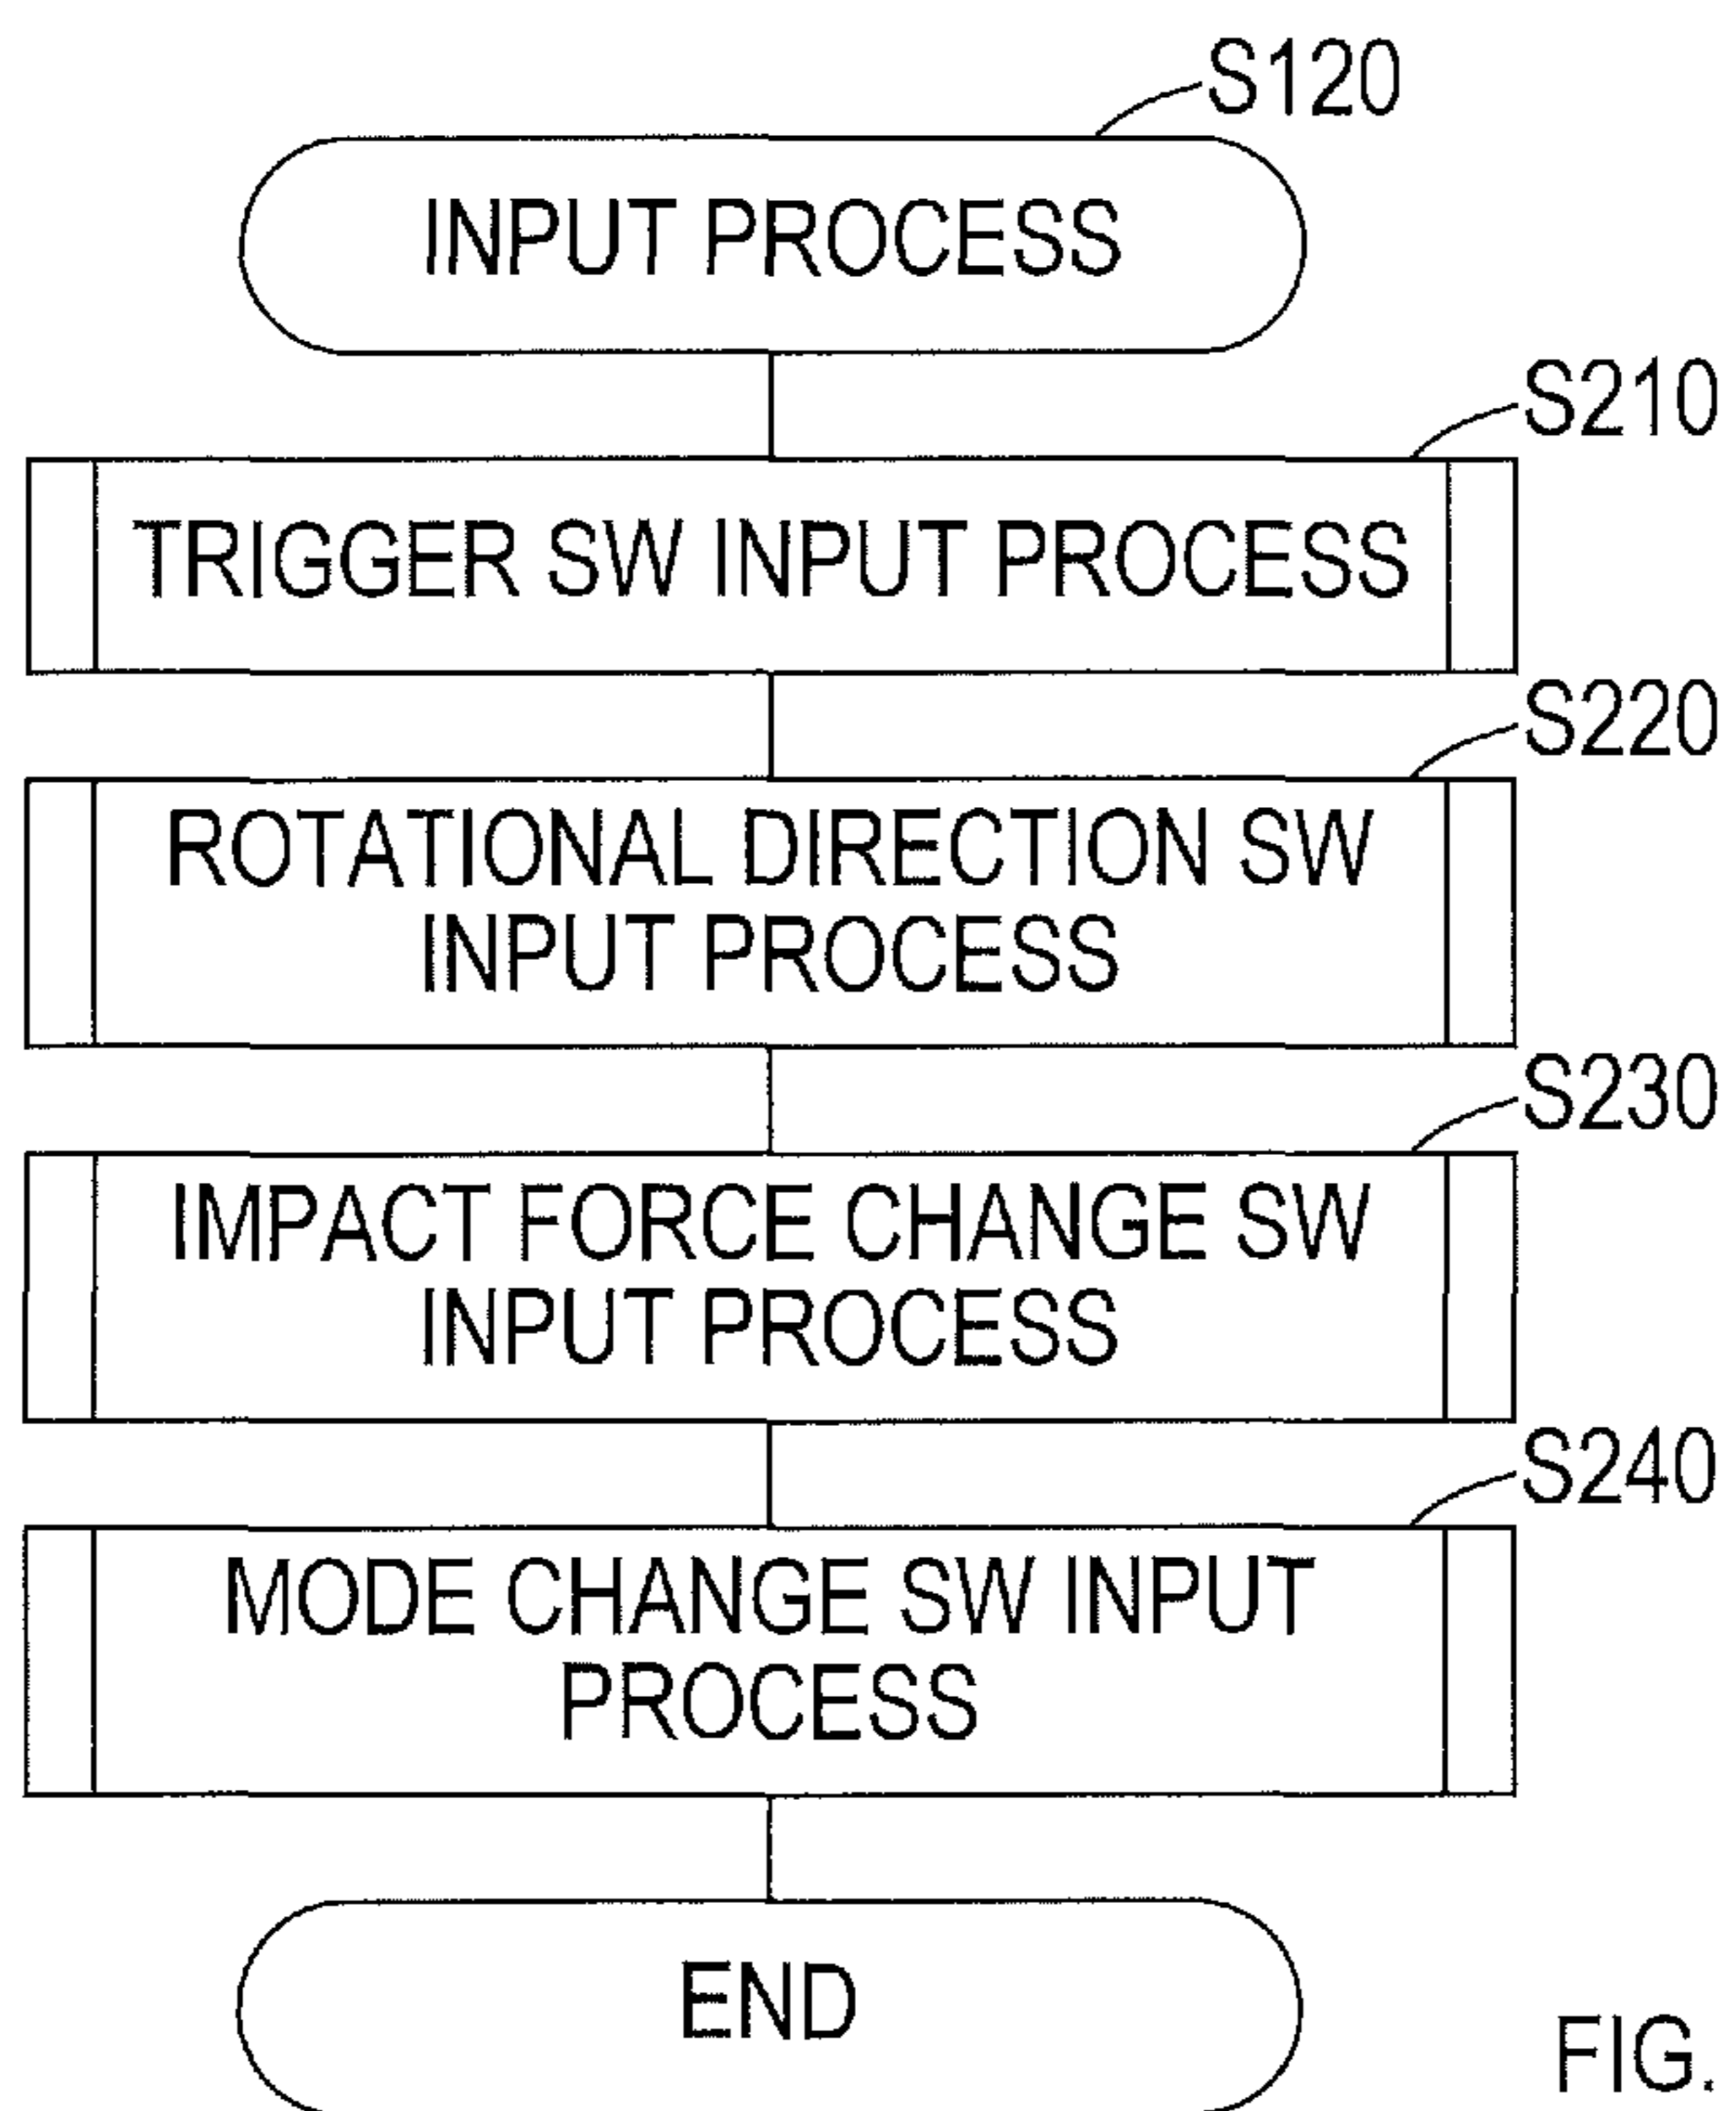 S120
INPUT PROCESS
S210
TRIGGER SW INPUT PROCESS
S220
ROTATIONAL DIRECTION SW
INPUT PROCESS
S230
IMPACT FORCE CHANGE SW
INPUT PROCESS
S240
MODE CHANGE SW INPUT
PROCESS
END
FIG.